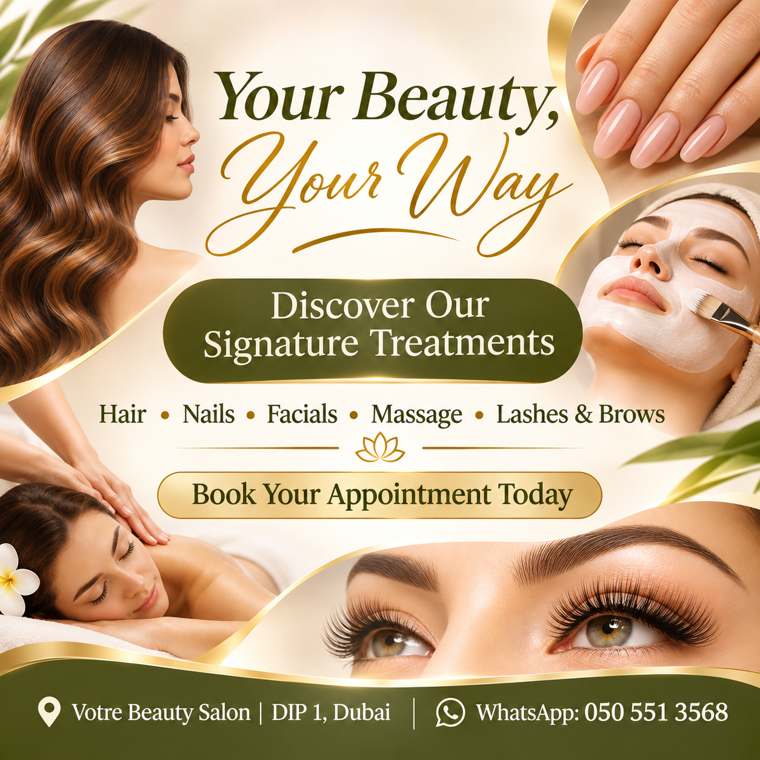 Your Beauty,
Your Way
Discover Our
Signature Treatments
Hair • Nails • Facials • Massage • Lashes & Brows
Book Your Appointment Today
Votre Beauty Salon | DIP 1, Dubai | WhatsApp: 050 551 3568